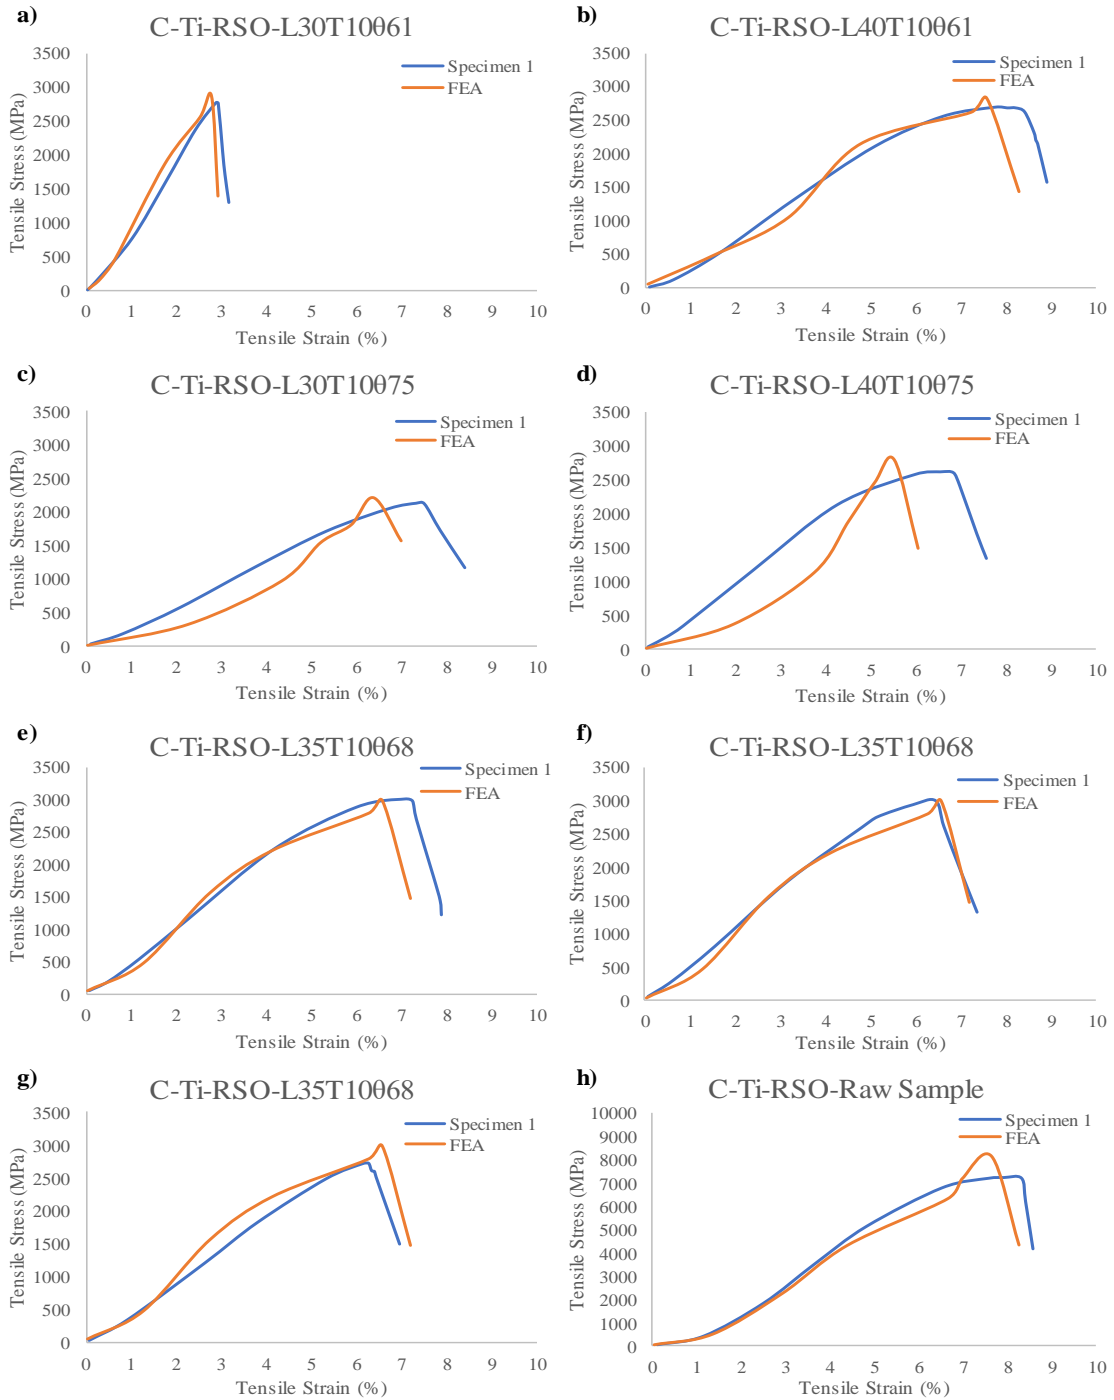 a)
C-Ti-RSO-L30T10θ61
3500
3000
2500
2000
1500
1000
500
0
Tensile Stress (MPa)
Specimen 1
FEA
0 1 2 3 4 5 6 7 8 9 10
Tensile Strain (%)
b)
C-Ti-RSO-L40T10θ61
3500
3000
2500
2000
1500
1000
500
0
Tensile Stress (MPa)
Specimen 1
FEA
0 1 2 3 4 5 6 7 8 9 10
Tensile Strain (%)
c)
C-Ti-RSO-L30T10θ75
3500
3000
2500
2000
1500
1000
500
0
Tensile Stress (MPa)
Specimen 1
FEA
0 1 2 3 4 5 6 7 8 9 10
Tensile Strain (%)
d)
C-Ti-RSO-L40T10θ75
3500
3000
2500
2000
1500
1000
500
0
Tensile Stress (MPa)
Specimen 1
FEA
0 1 2 3 4 5 6 7 8 9 10
Tensile Strain (%)
e)
C-Ti-RSO-L35T10θ68
3500
3000
2500
2000
1500
1000
500
0
Tensile Stress (MPa)
Specimen 1
FEA
0 1 2 3 4 5 6 7 8 9 10
Tensile Strain (%)
f)
C-Ti-RSO-L35T10θ68
3500
3000
2500
2000
1500
1000
500
0
Tensile Stress (MPa)
Specimen 1
FEA
0 1 2 3 4 5 6 7 8 9 10
Tensile Strain (%)
g)
C-Ti-RSO-L35T10θ68
3500
3000
2500
2000
1500
1000
500
0
Tensile Stress (MPa)
Specimen 1
FEA
0 1 2 3 4 5 6 7 8 9 10
Tensile Strain (%)
h)
C-Ti-RSO-Raw Sample
10000
9000
8000
7000
6000
5000
4000
3000
2000
1000
0
Tensile Stress (MPa)
Specimen 1
FEA
0 1 2 3 4 5 6 7 8 9 10
Tensile Strain (%)